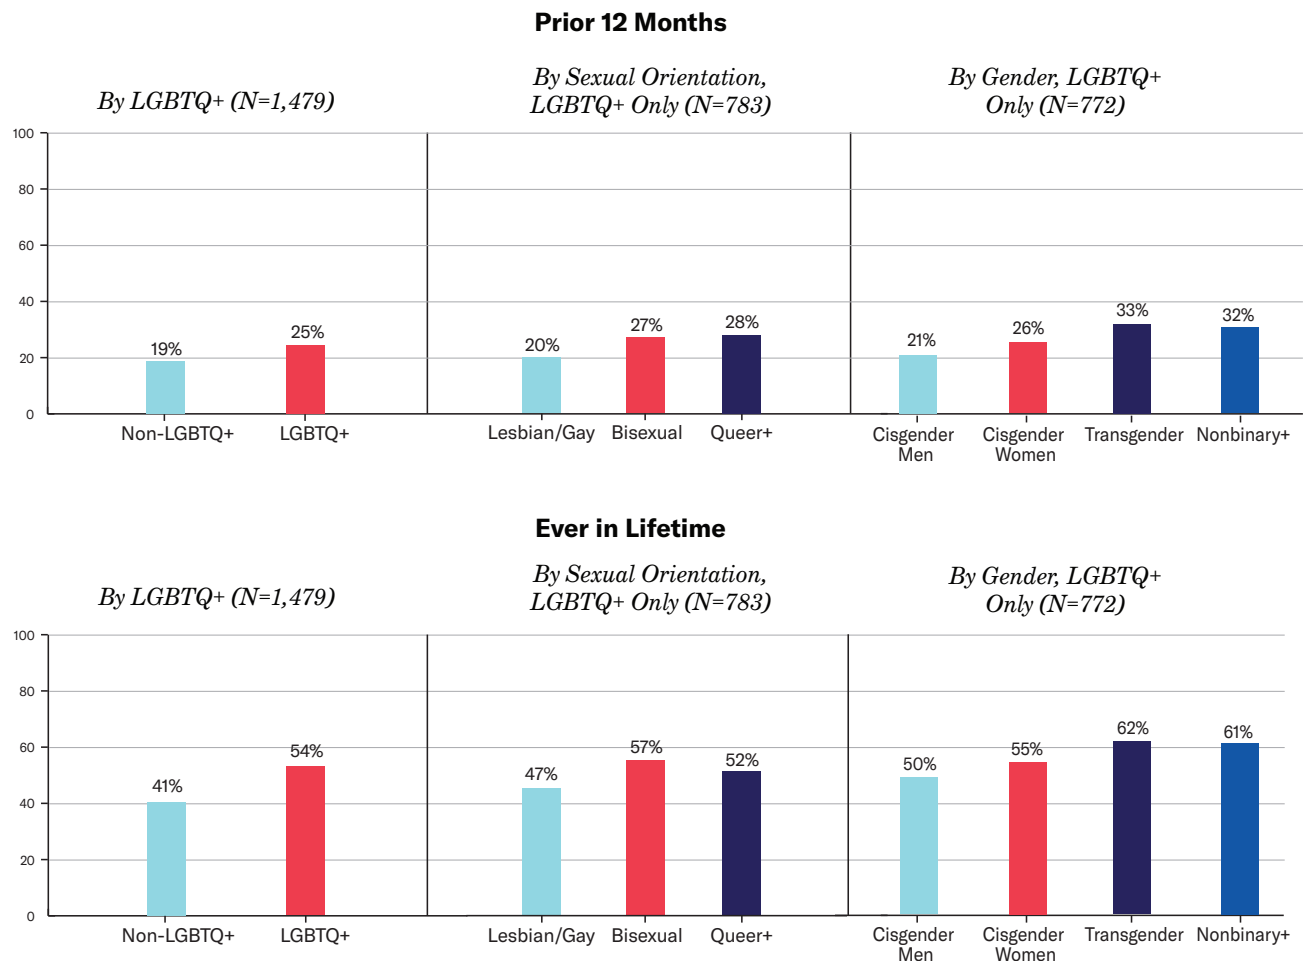 Prior 12 Months
By LGBTQ+ (N=1,479)
By Sexual Orientation,
LGBTQ+ Only (N=783)
By Gender, LGBTQ+
Only (N=772)
100
80
60
40
20
0
19%
25%
20%
27%
28%
21%
26%
33%
32%
Non-LGBTQ+
LGBTQ+
Lesbian/Gay
Bisexual
Queer+
Cisgender
Men
Cisgender
Women
Transgender
Nonbinary+
Ever in Lifetime
By LGBTQ+ (N=1,479)
By Sexual Orientation,
LGBTQ+ Only (N=783)
By Gender, LGBTQ+
Only (N=772)
100
80
60
40
20
0
41%
54%
47%
57%
52%
50%
55%
62%
61%
Non-LGBTQ+
LGBTQ+
Lesbian/Gay
Bisexual
Queer+
Cisgender
Men
Cisgender
Women
Transgender
Nonbinary+